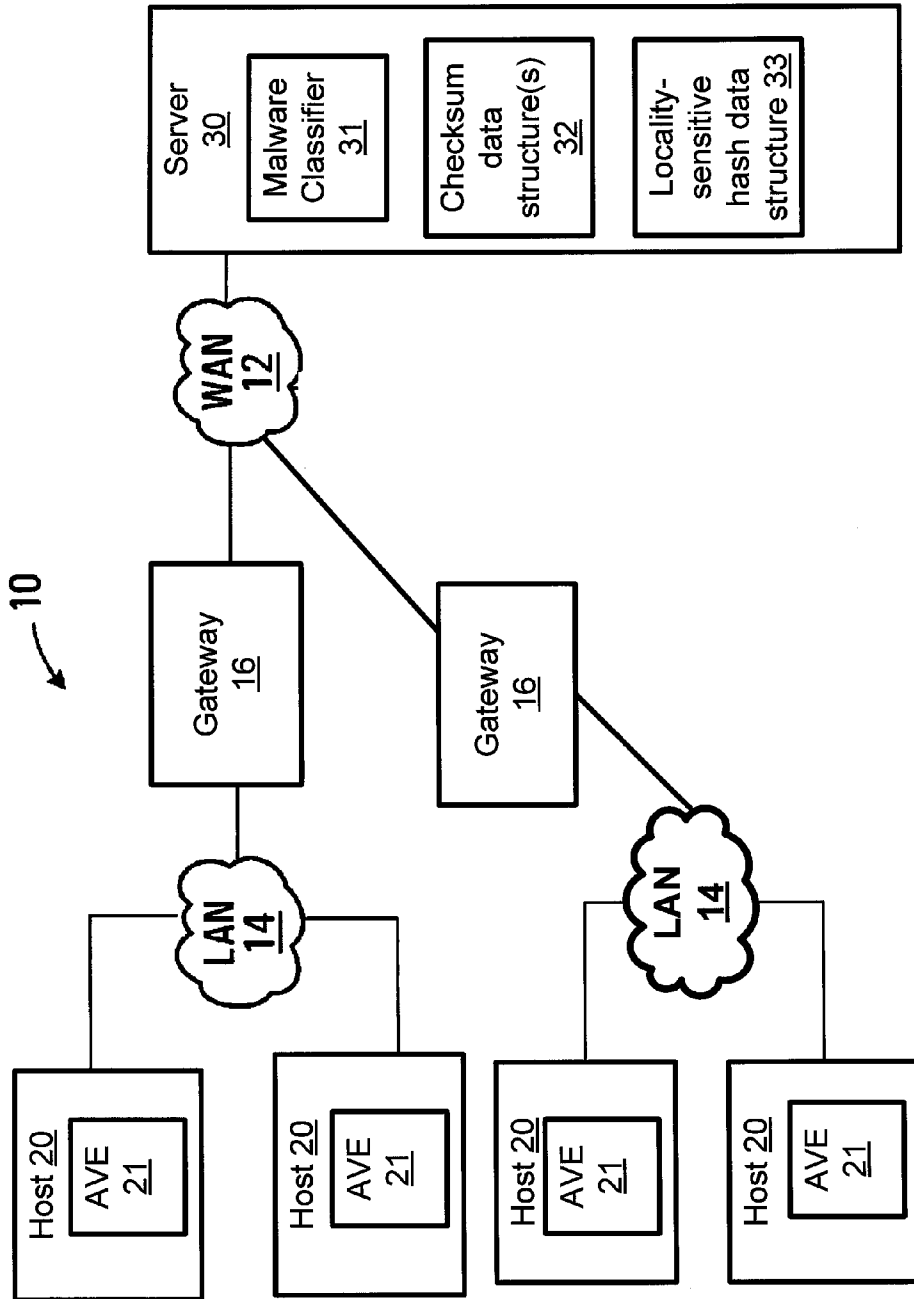 10
Host 20
AVE
21
Host 20
AVE
21
Host 20
AVE
21
Host 20
AVE
21
LAN
14
LAN
14
Gateway
16
Gateway
16
WAN
12
Server
30
Malware
Classifier
31
Checksum
data
structure(s)
32
Locality-
sensitive
hash data
structure 33